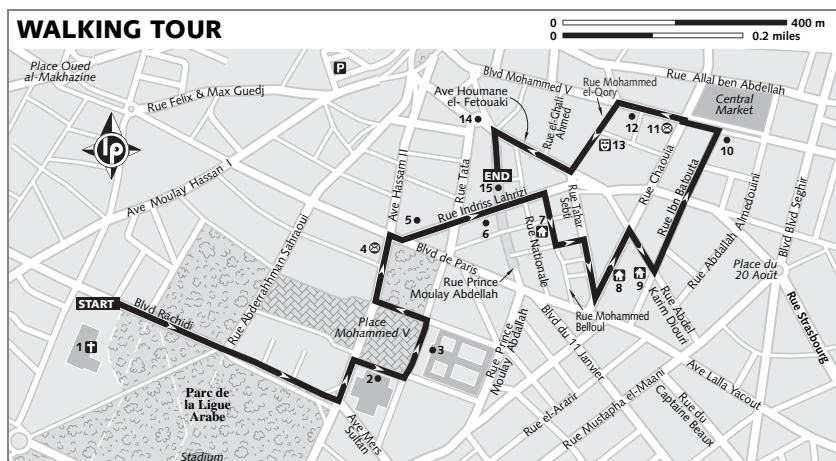 WALKING TOUR
0 400 m
0 0.2 miles
Place Oued
al-Makhazine
P
Blvd Mohammed V
Rue Mohammed
el-Qory
Rue Allal ben Abdellah
Rue Felix & Max Guedj
Ave Houmane
el- Fetouaki
Central
Market
Rue el-Ghali
Ahmed
14
12
11
13
10
lp
Ave Hassam II
Rue Tata
Rue Chaouia
Rue Ibn Batouta
Ave Moulay Hassan I
END
15
Rue Indriss Lahrizi
Rue Tahar
Sebti
Rue Abdallah Almedouini
Blvd Blvd Seghir
5
6
7
4
Blvd de Paris
Rue Nationale
Rue Abderrahhman Sahraoui
Rue Prince
Moulay Abdellah
8
9
Place du
20 Août
START
Blvd Rachidi
Place
Mohammed V
Rue Mohammed
Belloul
Rue Abdel
Karim Diouri
Rue Strasbourg
1
3
Rue Prince
Moulay Abdallah
Blvd du 11 Janvier
2
Ave Lalla Yacout
Parc de
la Ligue
Arabe
Ave Mers
Sultan
Rue el-Araar
Rue Mustapha el-Maani
Rue du
Captaine Beaux
Stadium